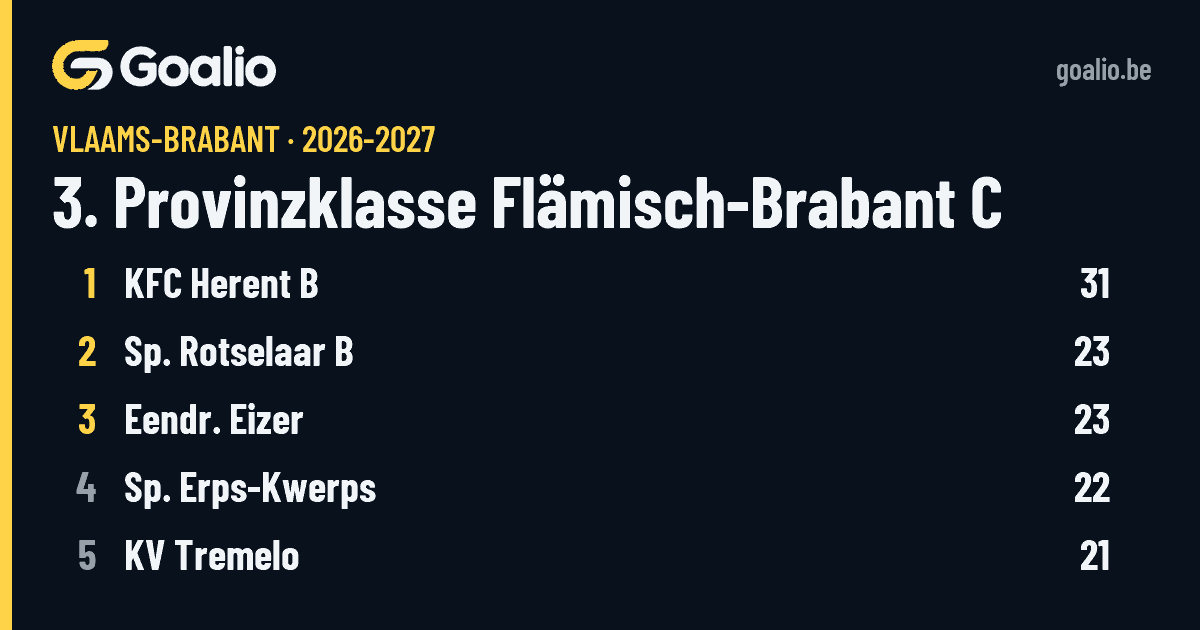 Goalio
goalio.be
VLAAMS-BRABANT · 2026-2027
3. Provinzklasse Flämisch-Brabant C
1 KFC Herent B 31
2 Sp. Rotselaar B 23
3 Eendr. Eizer 23
4 Sp. Erps-Kwerps 22
5 KV Tremelo 21